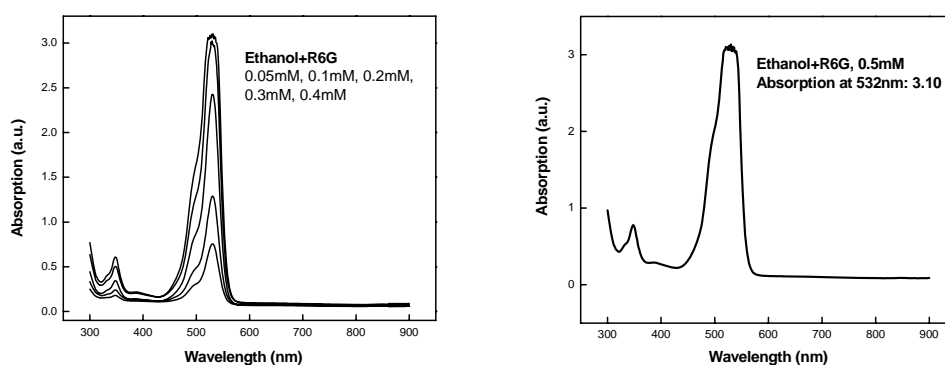 3.0
2.5
2.0
1.5
1.0
0.5
0.0
Absorption (a.u.)
Ethanol+R6G
0.05mM, 0.1mM, 0.2mM,
0.3mM, 0.4mM
300 400 500 600 700 800 900
Wavelength (nm)
3
2
1
0
Absorption (a.u.)
Ethanol+R6G, 0.5mM
Absorption at 532nm: 3.10
300 400 500 600 700 800 900
Wavelength (nm)